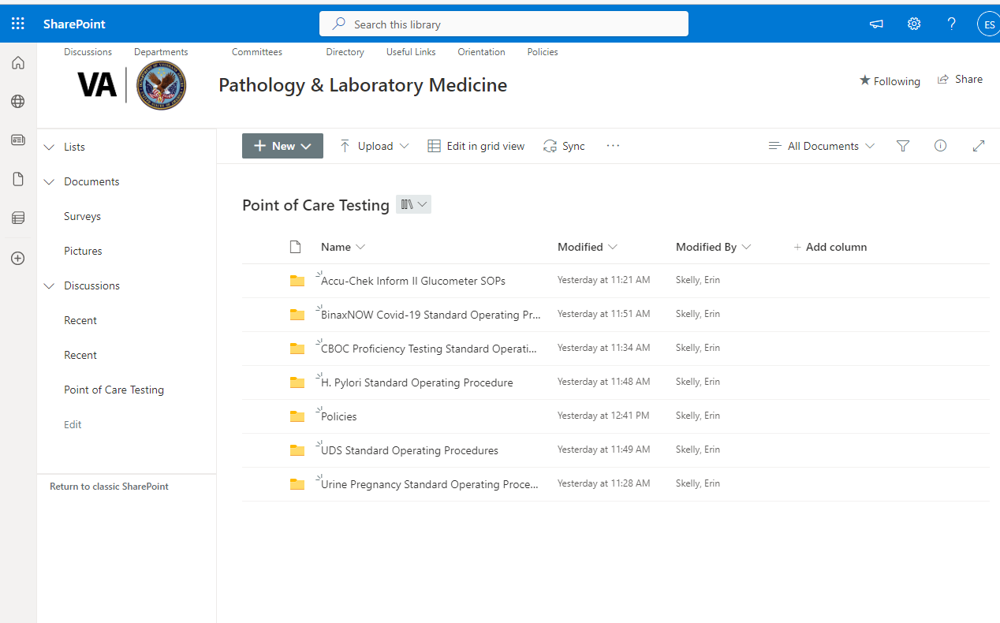 SharePoint
Search this library
ES
Discussions Departments Committees Directory Useful Links Orientation Policies
VA
Pathology & Laboratory Medicine
Following Share
Lists
Documents
Surveys
Pictures
Discussions
Recent
Recent
Point of Care Testing
Edit
Return to classic SharePoint
New Upload Edit in grid view Sync ··· All Documents
Point of Care Testing
Name Modified Modified By + Add column
Accu-Chek Inform II Glucometer SOPs Yesterday at 11:21 AM Skelly, Erin
BinaxNOW Covid-19 Standard Operating Pr... Yesterday at 11:51 AM Skelly, Erin
CBOC Proficiency Testing Standard Operati... Yesterday at 11:34 AM Skelly, Erin
H. Pylori Standard Operating Procedure Yesterday at 11:48 AM Skelly, Erin
Policies Yesterday at 12:41 PM Skelly, Erin
UDS Standard Operating Procedures Yesterday at 11:49 AM Skelly, Erin
Urine Pregnancy Standard Operating Proce... Yesterday at 11:28 AM Skelly, Erin